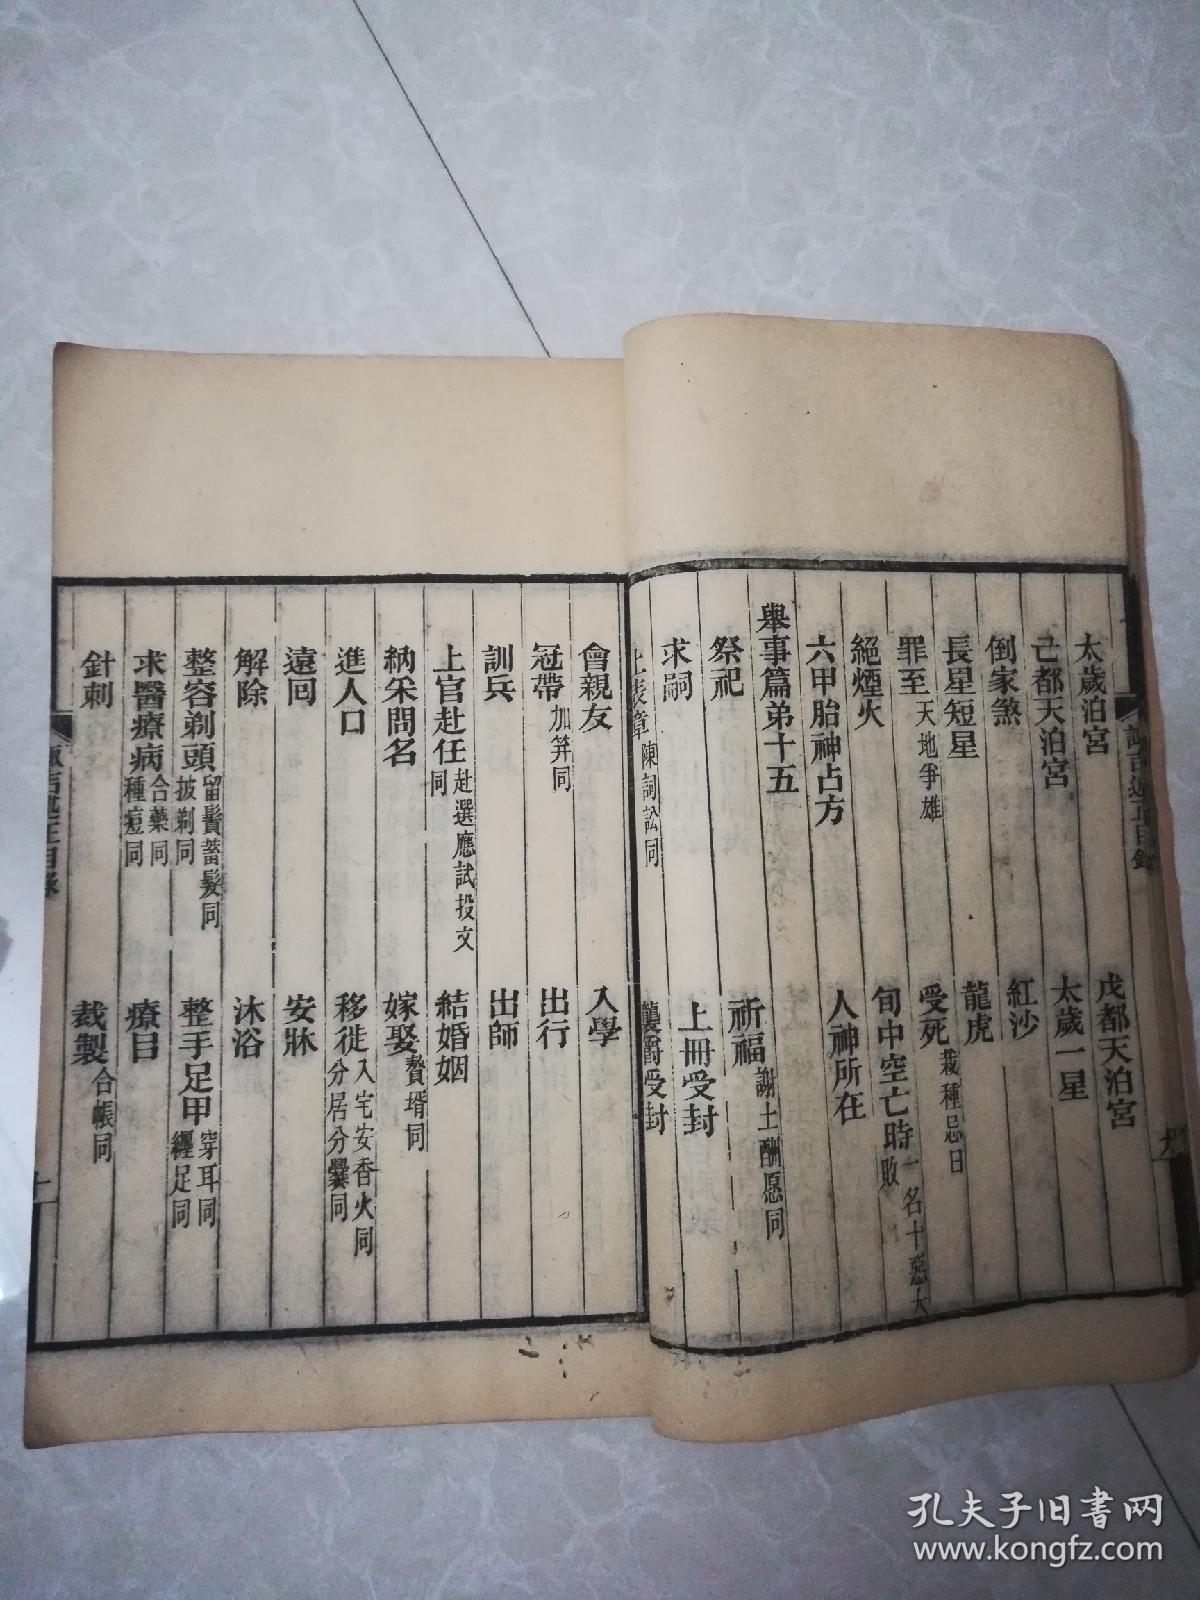 太歲泊宮　戊都天泊宮
己都天泊宮　太歲一星
倒家煞　紅沙
長星短星　龍虎
罪至天地爭雄　受死栽種忌日
絕煙火　旬中空亡時一名十惡大敗
六甲胎神占方　人神所在
舉事篇弟十五
祭祀　祈福謝土酬愿同
求嗣　上冊受封
上表章陳詞訟同　襲爵受封
會親友　入學
冠帶加笄同　出行
訓兵　出師
上官赴任赴選應試投文同　結婚姻
納采問名　嫁娶贅壻同
進人口　移徙入宅安香火同分居分爨同
遠回　安牀
解除　沐浴
整容剃頭留鬚蓄髮同披剃同　整手足甲穿耳同纏足同
求醫療病合藥同種痘同　療目
針刺　裁製合帳同
諏吉述正目錄
孔夫子旧书网
www.kongfz.com